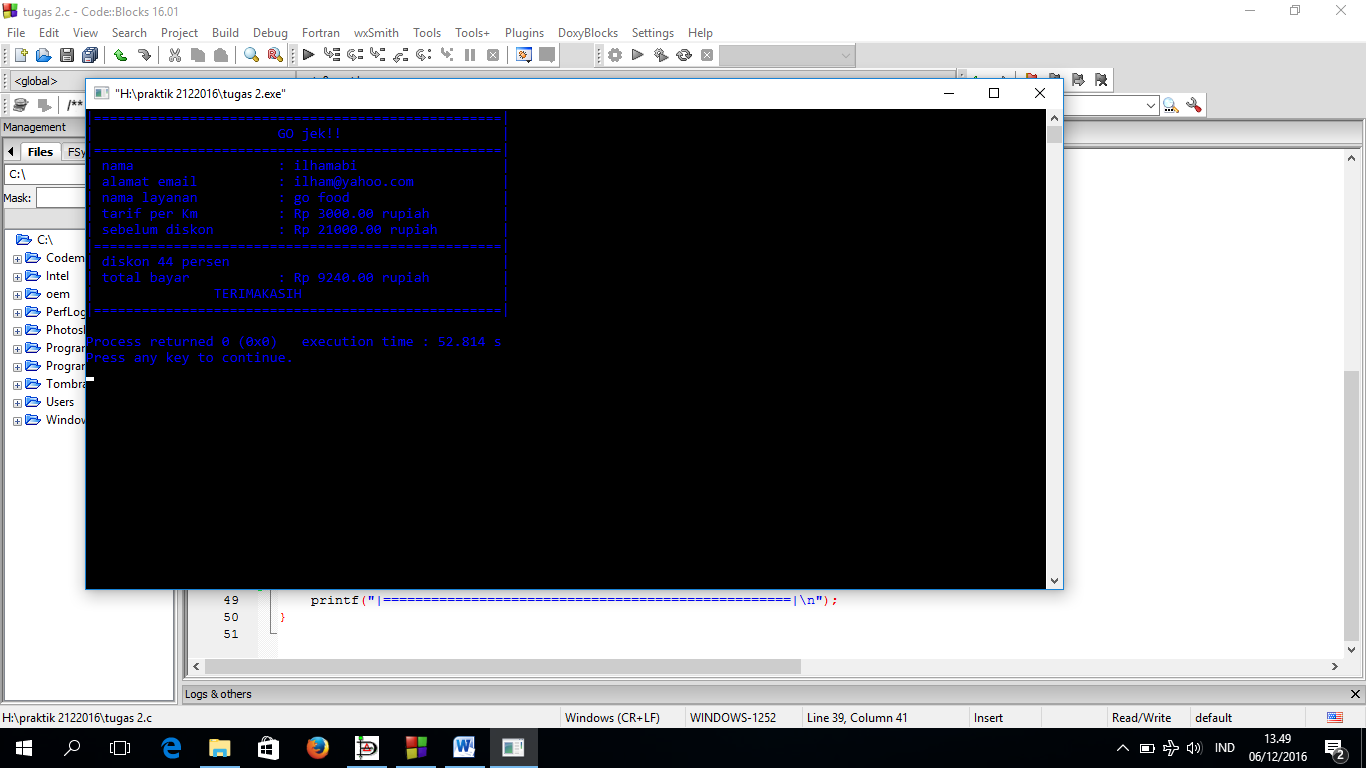 tugas 2.c - Code::Blocks 16.01
File Edit View Search Project Build Debug Fortran wxSmith Tools Tools+ Plugins DoxyBlocks Settings Help
<global>
"H:\praktik 2122016\tugas 2.exe"
/**
Management
Files FSy
C:\
Mask:
C:\
Codem
Intel
oem
PerfLog
Photosl
Program
Program
Tombra
Users
Window
|===================================================|
| GO jek!! |
|===================================================|
| nama : ilhamabi |
| alamat email : ilham@yahoo.com |
| nama layanan : go food |
| tarif per Km : Rp 3000.00 rupiah |
| sebelum diskon : Rp 21000.00 rupiah |
|===================================================|
| diskon 44 persen |
| total bayar : Rp 9240.00 rupiah |
| TERIMAKASIH |
|===================================================|
Process returned 0 (0x0) execution time : 52.814 s
Press any key to continue.
49 printf("|===================================================|\n");
50 }
51
Logs & others
H:\praktik 2122016\tugas 2.c Windows (CR+LF) WINDOWS-1252 Line 39, Column 41 Insert Read/Write default
IND
13.49
06/12/2016
2